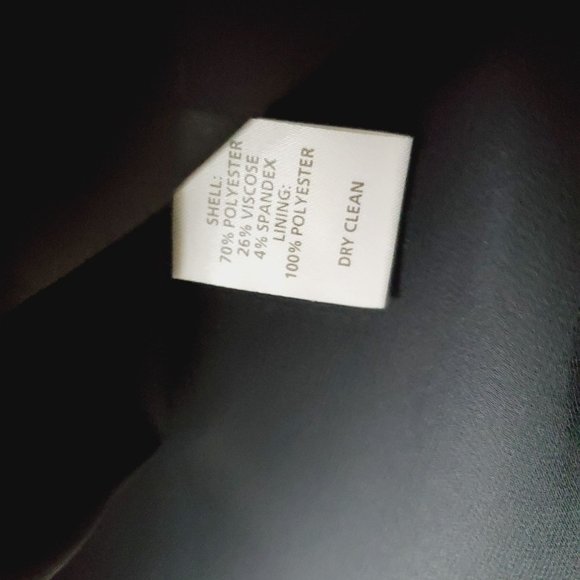 SHELL:
70% POLYESTER
26% VISCOSE
4% SPANDEX
LINING:
100% POLYESTER
DRY CLEAN